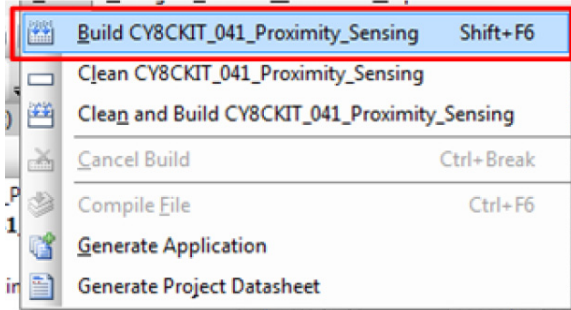 Build CY8CKIT_041_Proximity_Sensing Shift+F6
Clean CY8CKIT_041_Proximity_Sensing
Clean and Build CY8CKIT_041_Proximity_Sensing
Cancel Build Ctrl+Break
Compile File Ctrl+F6
Generate Application
Generate Project Datasheet